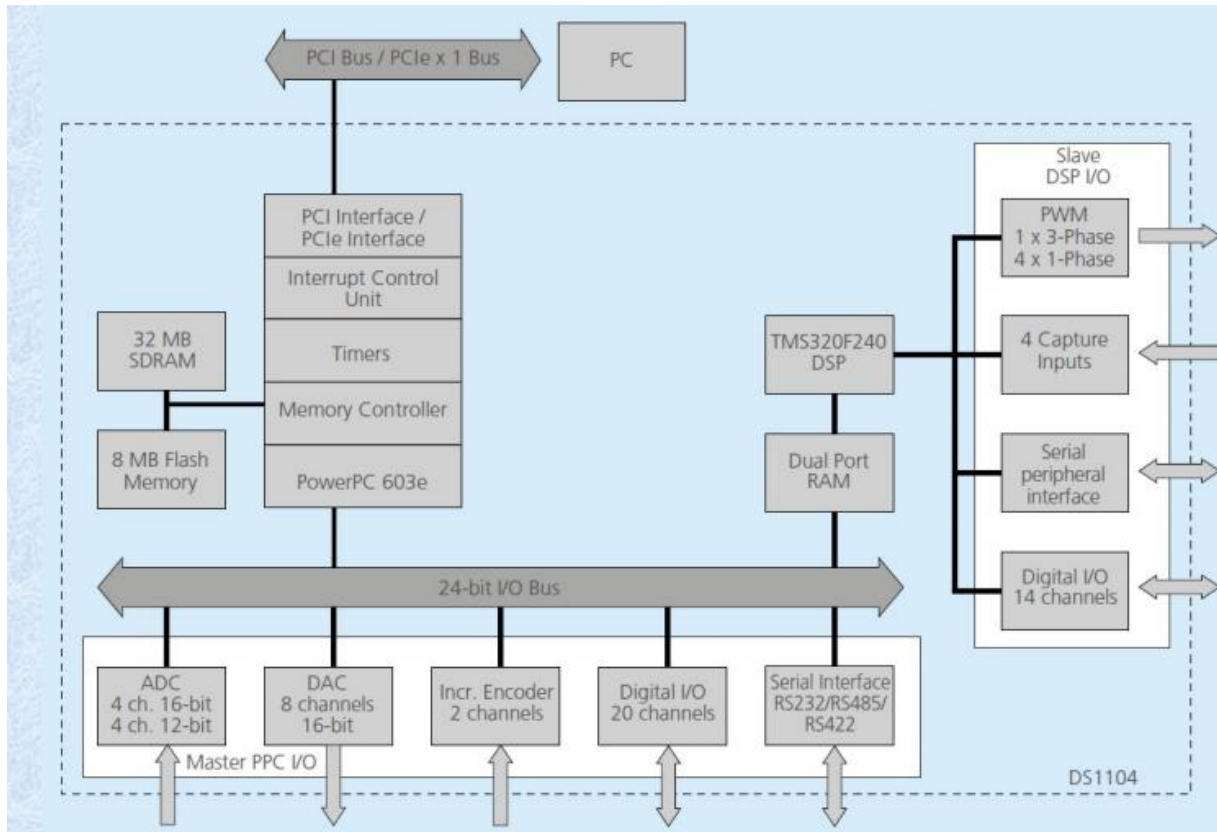 PCI Bus / PCIe x 1 Bus
PC
PCI Interface /
PCIe Interface
Interrupt Control
Unit
Timers
Memory Controller
PowerPC 603e
32 MB
SDRAM
8 MB Flash
Memory
TMS320F240
DSP
Dual Port
RAM
Slave
DSP I/O
PWM
1 x 3-Phase
4 x 1-Phase
4 Capture
Inputs
Serial
peripheral
interface
Digital I/O
14 channels
24-bit I/O Bus
ADC
4 ch. 16-bit
4 ch. 12-bit
DAC
8 channels
16-bit
Incr. Encoder
2 channels
Digital I/O
20 channels
Serial Interface
RS232/RS485/
RS422
Master PPC I/O
DS1104